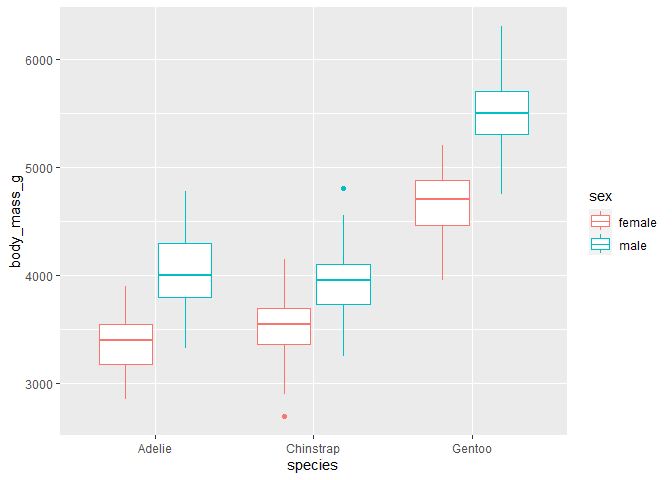 6000
5000
4000
3000
body_mass_g
Adelie Chinstrap Gentoo
species
sex
female
male